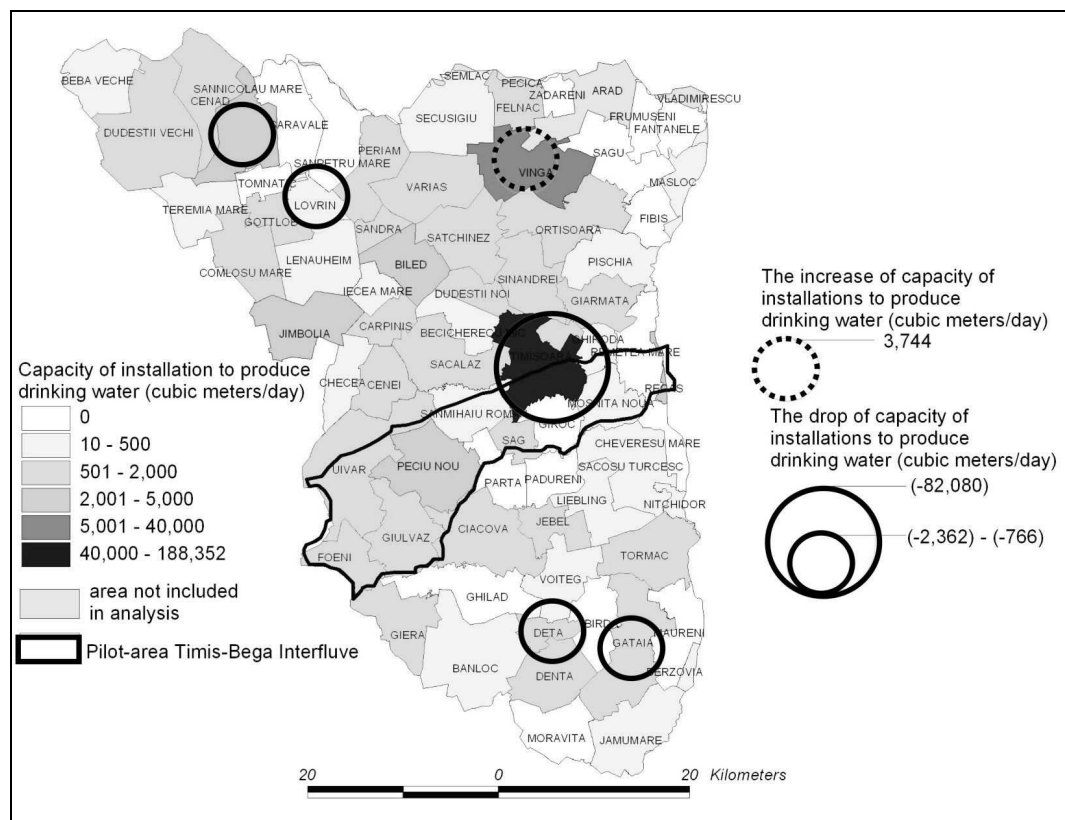 BEBA VECHE
SANNICOLAU MARE
CENAD
DUDESTII VECHI
SARAVALE
SANPETRU MARE
PERIAM
SECUSIGIU
SEMLAC
PECICA
FELNAC
ZADARENI
ARAD
VLADIMIRESCU
FRUMUSENI
FANTANELE
SAGU
VINGA
MASLOC
FIBIS
TOMNATIC
LOVRIN
TEREMIA MARE
GOTTLOB
VARIAS
SANDRA
SATCHINEZ
ORTISOARA
COMLOSU MARE
LENAUHEIM
BILED
PISCHIA
IECEA MARE
DUDESTII NOI
SINANDREI
GIARMATA
JIMBOLIA
CARPINIS
BECICHERECU MIC
TIMISOARA
GHIRODA
REMETEA MARE
RECAS
SACALAZ
CHECEA
CENEI
SANMIHAIU ROM
MOSNITA NOUA
GIROC
SAG
CHEVERESU MARE
UIVAR
PECIU NOU
PARTA
PADURENI
SACOSU TURCESC
LIEBLING
NITCHIDOR
FOENI
GIULVAZ
CIACOVA
JEBEL
TORMAC
VOITEG
GHILAD
GIERA
DETA
BIRDA
GATAIA
MAURENI
BANLOC
DENTA
BERZOVIA
MORAVITA
JAMUMARE
Capacity of installation to produce
drinking water (cubic meters/day)
0
10 - 500
501 - 2,000
2,001 - 5,000
5,001 - 40,000
40,000 - 188,352
area not included
in analysis
Pilot-area Timis-Bega Interfluve
The increase of capacity of
installations to produce
drinking water (cubic meters/day)
3,744
The drop of capacity of
installations to produce
drinking water (cubic meters/day)
(-82,080)
(-2,362) - (-766)
20 0 20 Kilometers